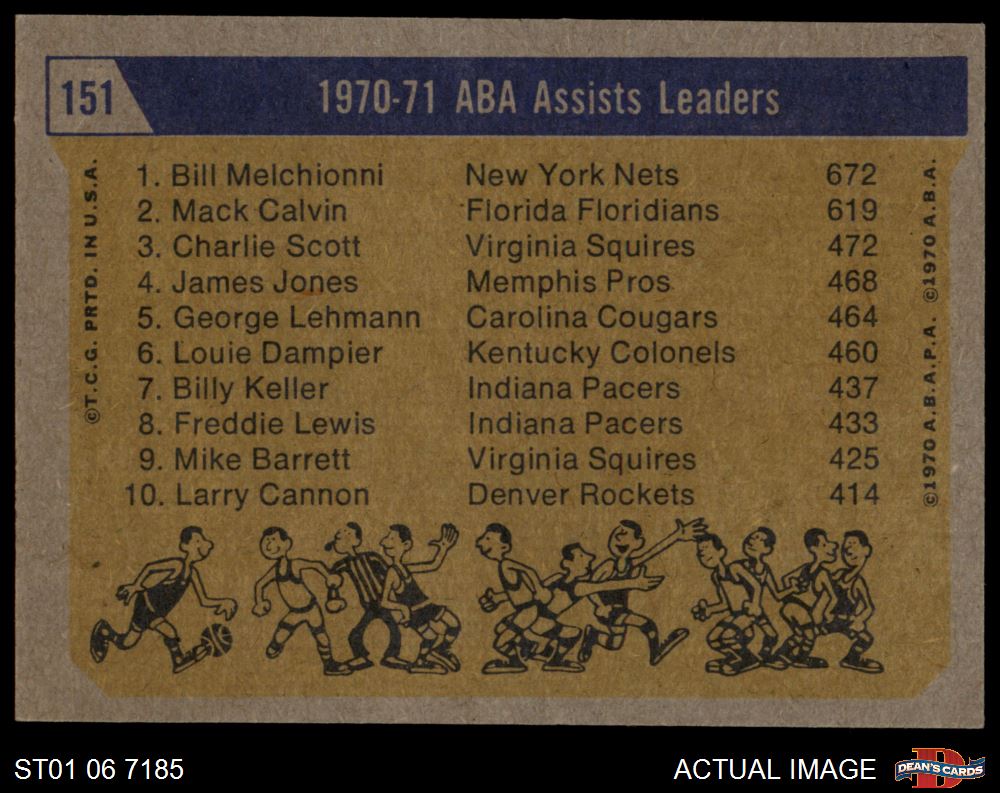 151
1970-71 ABA Assists Leaders
1. Bill Melchionni New York Nets 672
2. Mack Calvin Florida Floridians 619
3. Charlie Scott Virginia Squires 472
4. James Jones Memphis Pros 468
5. George Lehmann Carolina Cougars 464
6. Louie Dampier Kentucky Colonels 460
7. Billy Keller Indiana Pacers 437
8. Freddie Lewis Indiana Pacers 433
9. Mike Barrett Virginia Squires 425
10. Larry Cannon Denver Rockets 414
©T.C.G. PRTD. IN U.S.A.
©1970 A.B.A.P.A. ©1970 A.B.A.
ST01 06 7185
ACTUAL IMAGE
D
DEAN'S CARDS